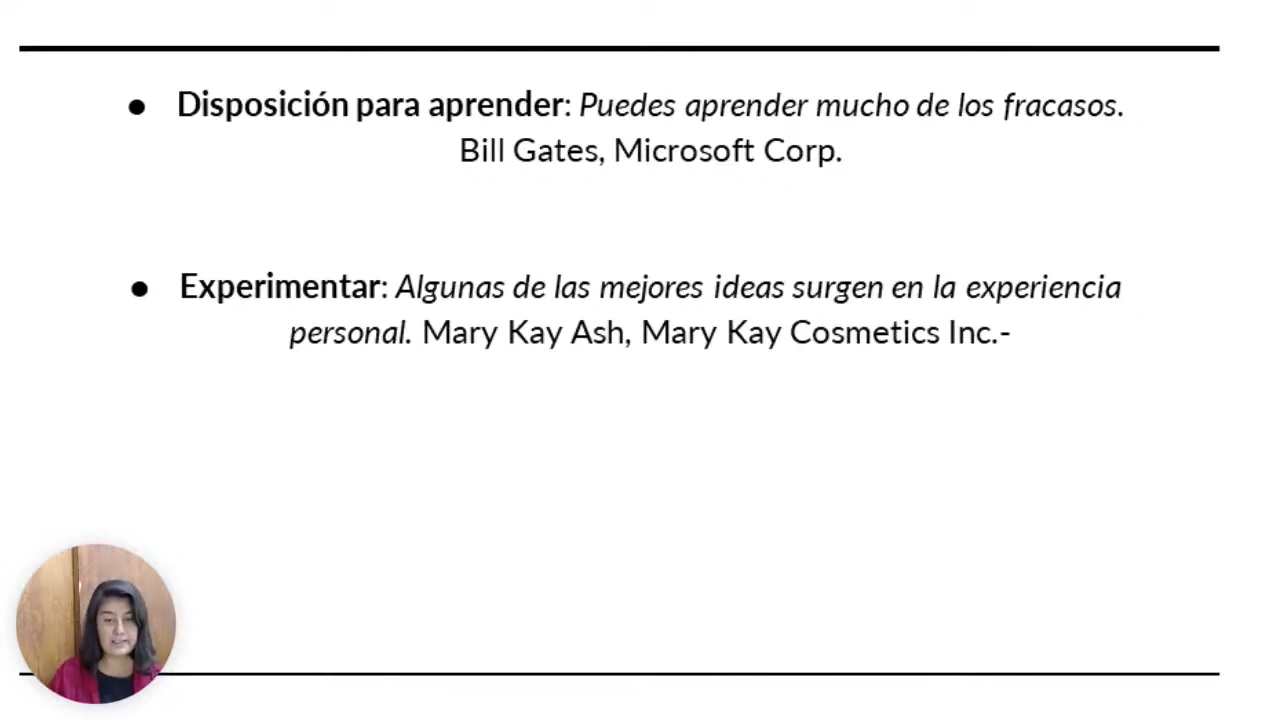 ● Disposición para aprender: Puedes aprender mucho de los fracasos.
Bill Gates, Microsoft Corp.
● Experimentar: Algunas de las mejores ideas surgen en la experiencia
personal. Mary Kay Ash, Mary Kay Cosmetics Inc.-